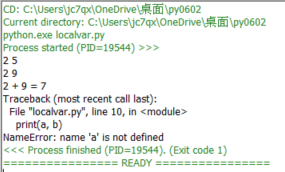 CD: C:\Users\jc7qx\OneDrive\桌面\py0602
Current directory: C:\Users\jc7qx\OneDrive\桌面\py0602
python.exe localvar.py
Process started (PID=19544) >>>
2 5
2 9
2 + 9 = 7
Traceback (most recent call last):
  File "localvar.py", line 10, in <module>
    print(a, b)
NameError: name 'a' is not defined
<<< Process finished (PID=19544). (Exit code 1)
================ READY ================